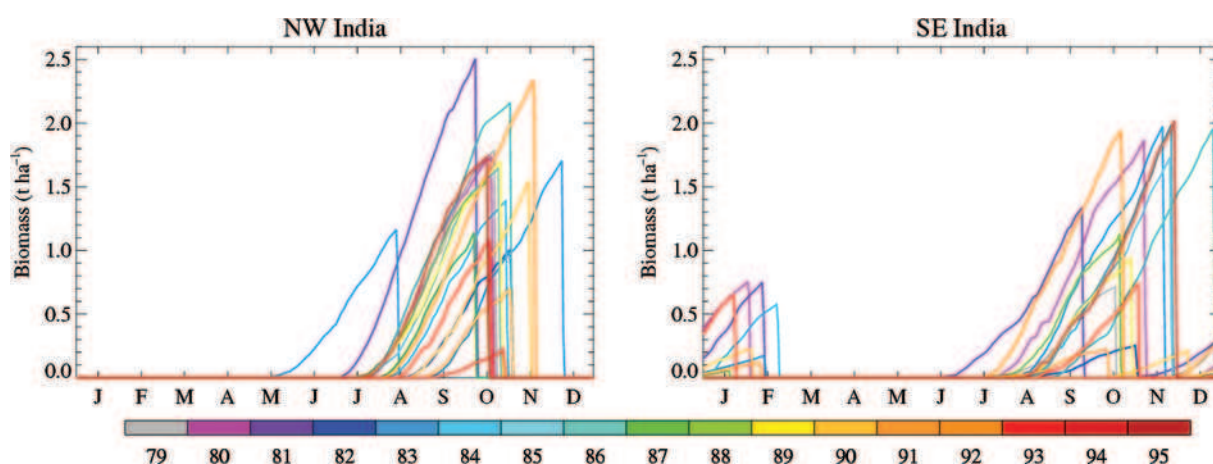 NW India
SE India
Biomass (t ha⁻¹)
2.5
2.0
1.5
1.0
0.5
0.0
J F M A M J J A S O N D
Biomass (t ha⁻¹)
2.5
2.0
1.5
1.0
0.5
0.0
J F M A M J J A S O N D
79 80 81 82 83 84 85 86 87 88 89 90 91 92 93 94 95